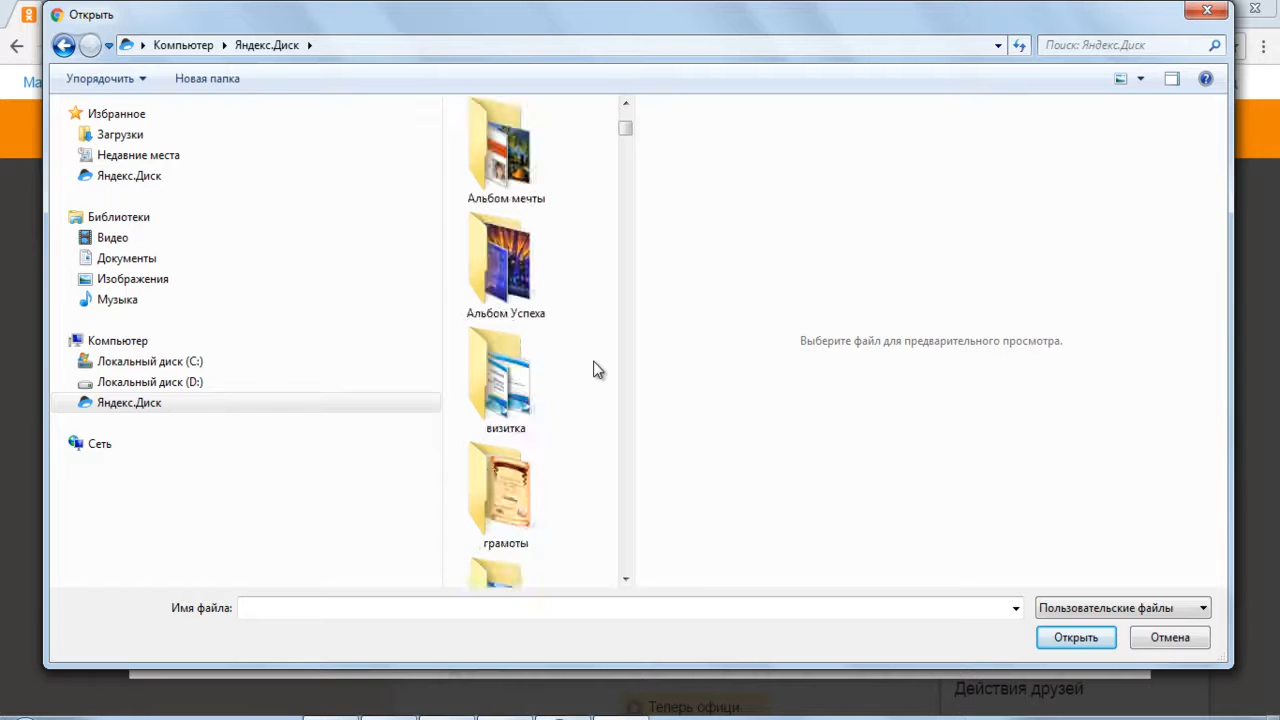 Открыть
Компьютер
Яндекс.Диск
Поиск: Яндекс.Диск
Упорядочить
Новая папка
Избранное
Загрузки
Недавние места
Яндекс.Диск
Библиотеки
Видео
Документы
Изображения
Музыка
Компьютер
Локальный диск (C:)
Локальный диск (D:)
Яндекс.Диск
Сеть
Альбом мечты
Альбом Успеха
визитка
грамоты
Выберите файл для предварительного просмотра.
Имя файла:
Пользовательские файлы
Открыть
Отмена
Действия друзей
Теперь офици...